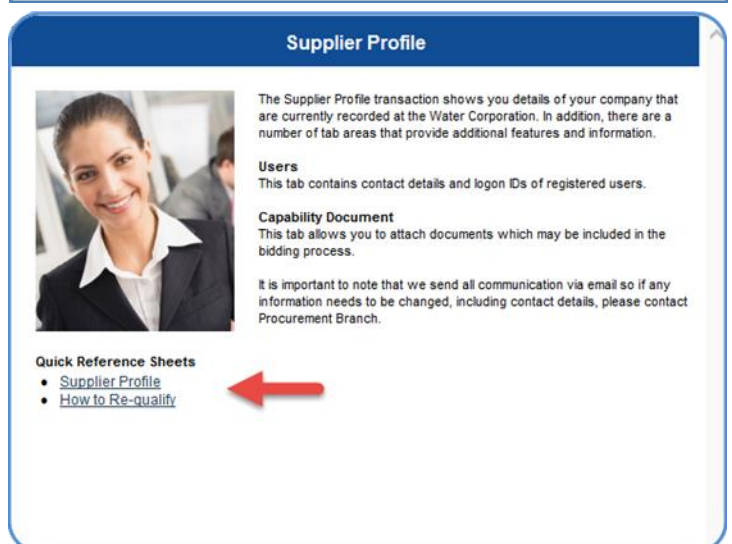 Supplier Profile
The Supplier Profile transaction shows you details of your company that
are currently recorded at the Water Corporation. In addition, there are a
number of tab areas that provide additional features and information.
Users
This tab contains contact details and logon IDs of registered users.
Capability Document
This tab allows you to attach documents which may be included in the
bidding process.
It is important to note that we send all communication via email so if any
information needs to be changed, including contact details, please contact
Procurement Branch.
Quick Reference Sheets
• Supplier Profile
• How to Re-qualify